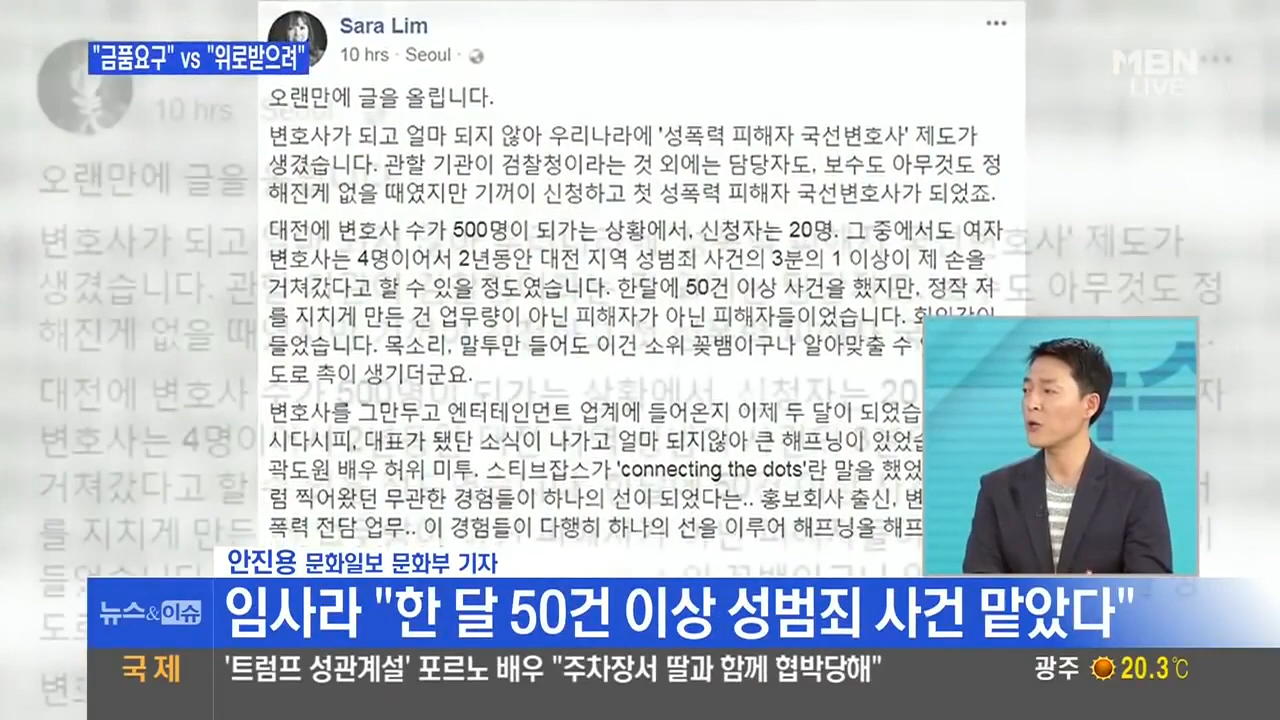 "금품요구" vs "위로받으려"
MBN
LIVE
Sara Lim
10 hrs · Seoul ·
오랜만에 글을 올립니다.
변호사가 되고 얼마 되지 않아 우리나라에 '성폭력 피해자 국선변호사' 제도가
생겼습니다. 관할 기관이 검찰청이라는 것 외에는 담당자도, 보수도 아무것도 정
해진게 없을 때였지만 기꺼이 신청하고 첫 성폭력 피해자 국선변호사가 되었죠.
대전에 변호사 수가 500명이 되가는 상황에서, 신청자는 20명. 그 중에서도 여자
변호사는 4명이어서 2년동안 대전 지역 성범죄 사건의 3분의 1 이상이 제 손을
거쳐갔다고 할 수 있을 정도였습니다. 한달에 50건 이상 사건을 했지만, 정작 저
를 지치게 만든 건 업무량이 아닌 피해자가 아닌 피해자들이었습니다.
들었습니다. 목소리, 말투만 들어도 이건 소위 꽃뱀이구나 알아맞출 수
도로 촉이 생기더군요.
변호사를 그만두고 엔터테인먼트 업계에 들어온지 이제 두 달이 되었습
시다시피, 대표가 됐단 소식이 나가고 얼마 되지않아 큰 해프닝이 있었습
곽도원 배우 허위 미투. 스티브잡스가 'connecting the dots'란 말을 했었
럼 찍어왔던 무관한 경험들이 하나의 선이 되었다는.. 홍보회사 출신, 변
폭력 전담 업무.. 이 경험들이 다행히 하나의 선을 이루어 해프닝을 해프
안진용 문화일보 문화부 기자
뉴스&이슈
임사라 "한 달 50건 이상 성범죄 사건 맡았다"
국 제
'트럼프 성관계설' 포르노 배우 "주차장서 딸과 함께 협박당해"
광주 20.3℃